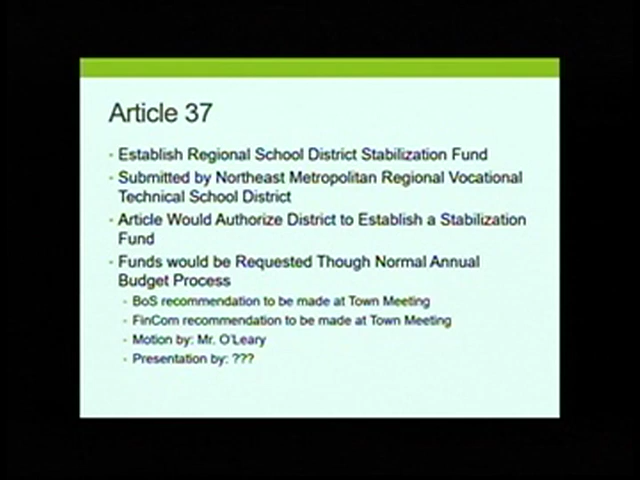 Article 37
Establish Regional School District Stabilization Fund
Submitted by Northeast Metropolitan Regional Vocational
Technical School District
Article Would Authorize District to Establish a Stabilization
Fund
Funds would be Requested Though Normal Annual
Budget Process
BoS recommendation to be made at Town Meeting
FinCom recommendation to be made at Town Meeting
Motion by: Mr. O'Leary
Presentation by: ???